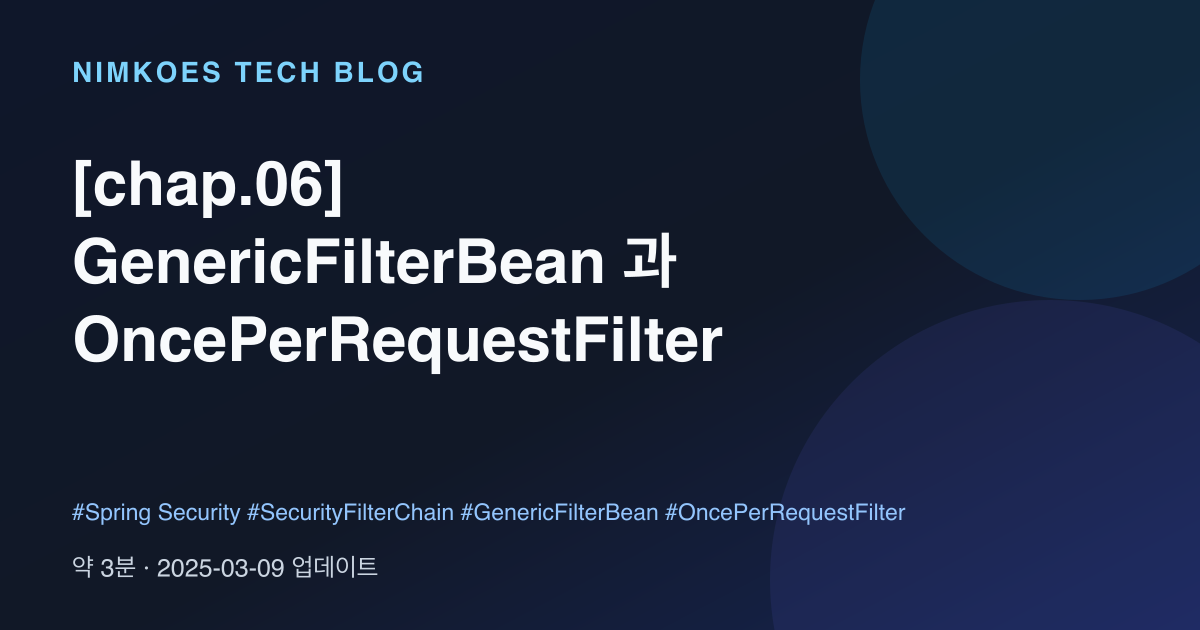 NIMKOES TECH BLOG
[chap.06]
GenericFilterBean 과
OncePerRequestFilter
#Spring Security #SecurityFilterChain #GenericFilterBean #OncePerRequestFilter
약 3분 · 2025-03-09 업데이트